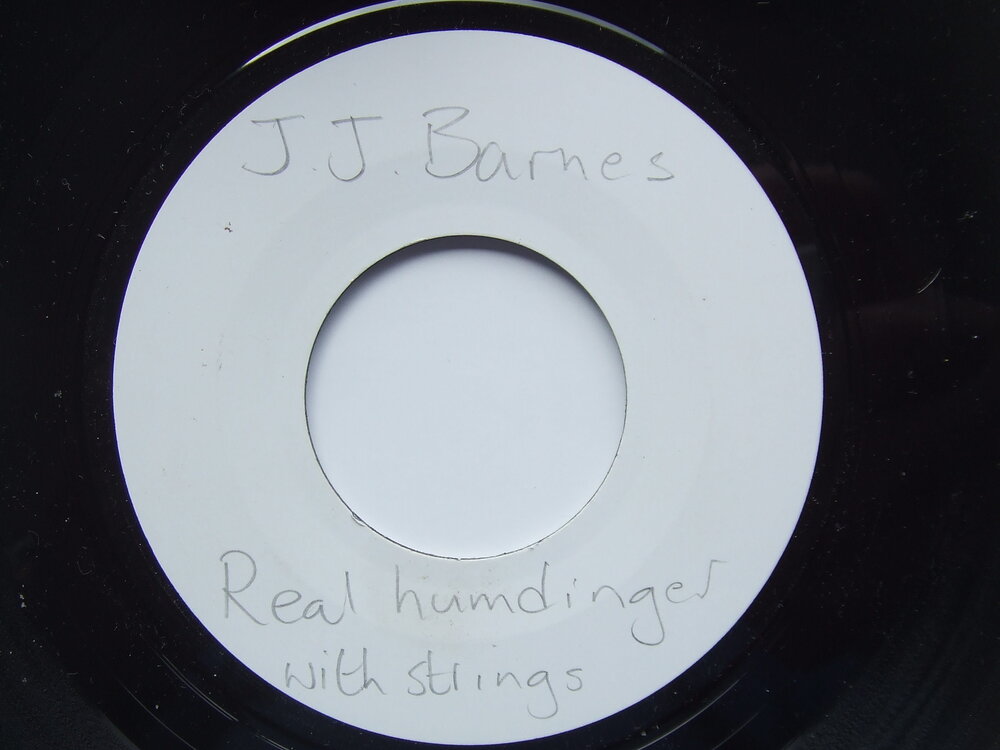 J.J. Barnes
Real humdinger
with strings